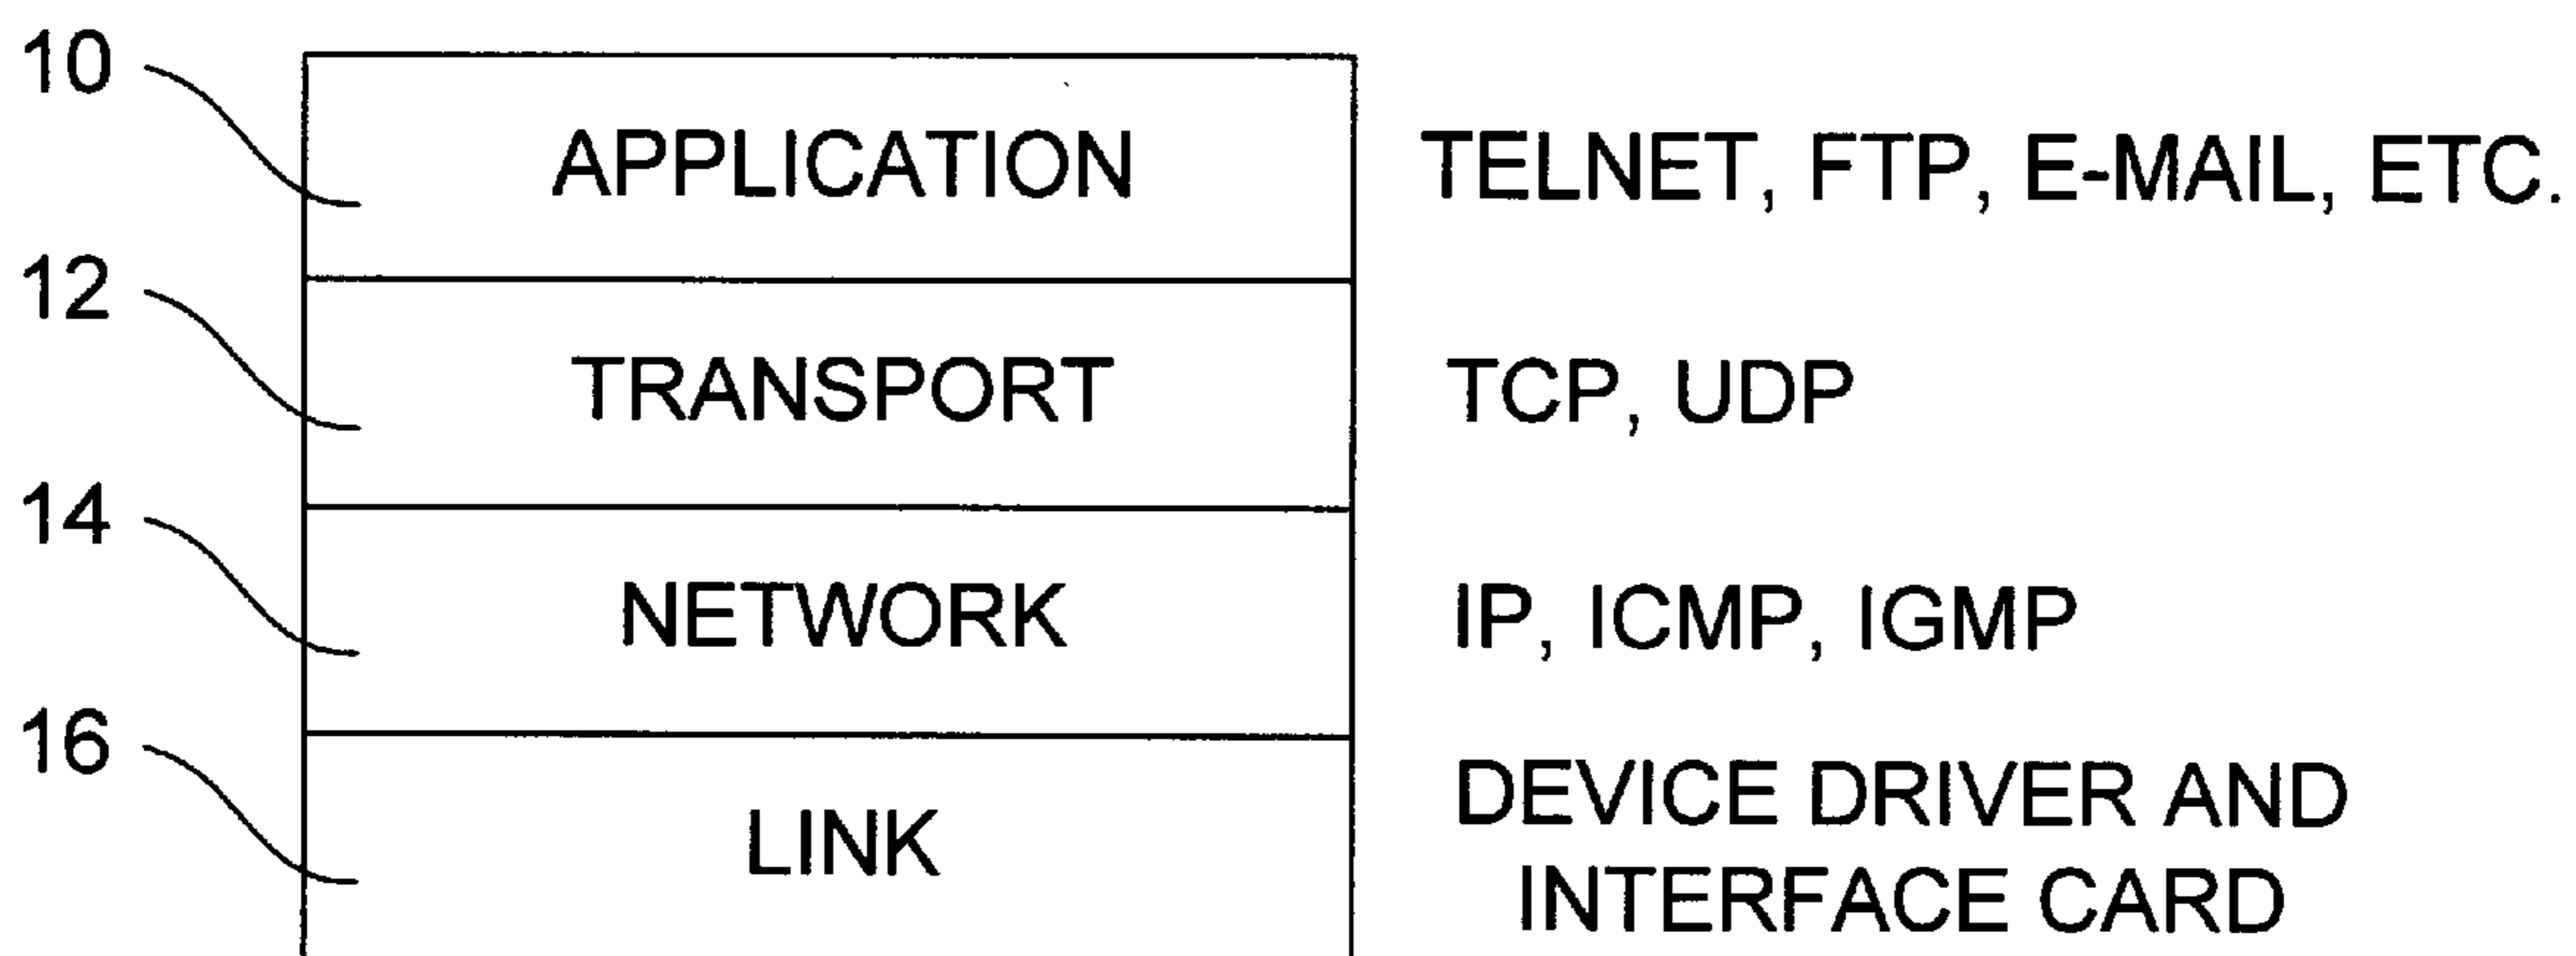 10
APPLICATION TELNET, FTP, E-MAIL, ETC.
12
TRANSPORT TCP, UDP
14
NETWORK IP, ICMP, IGMP
16
LINK DEVICE DRIVER AND
INTERFACE CARD